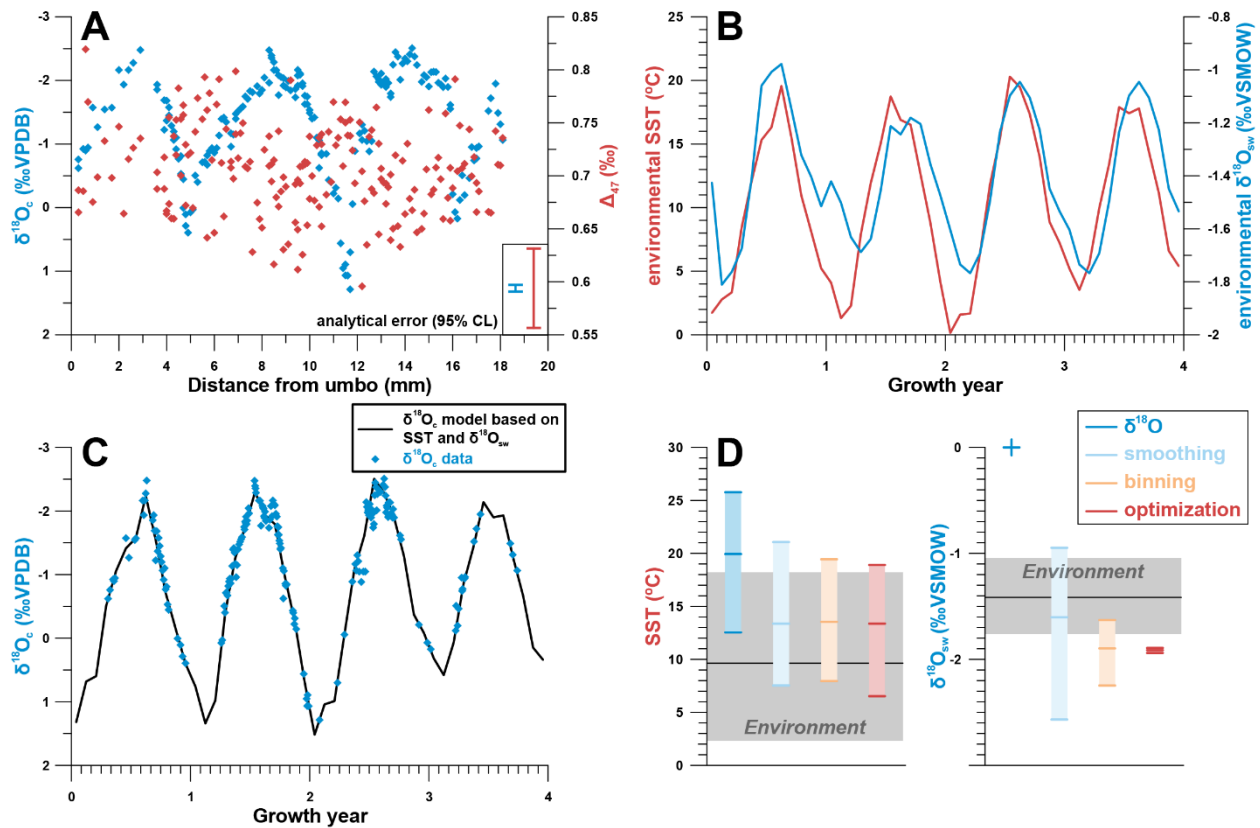 A
-3
-2
-1
0
1
2
δ¹⁸Oc (‰VPDB)
0.85
0.8
0.75
0.7
0.65
0.6
0.55
Δ47 (‰)
analytical error (95% CL)
0 2 4 6 8 10 12 14 16 18 20
Distance from umbo (mm)
B
25
20
15
10
5
0
environmental SST (ºC)
-0.8
-1
-1.2
-1.4
-1.6
-1.8
-2
environmental δ¹⁸Osw (‰VSMOW)
0 1 2 3 4
Growth year
C
δ¹⁸Oc model based on
SST and δ¹⁸Osw
δ¹⁸Oc data
-3
-2
-1
0
1
2
δ¹⁸Oc (‰VPDB)
0 1 2 3 4
Growth year
D
30
25
20
15
10
5
0
SST (ºC)
Environment
0
-1
-2
δ¹⁸Osw (‰VSMOW)
Environment
δ¹⁸O
smoothing
binning
optimization